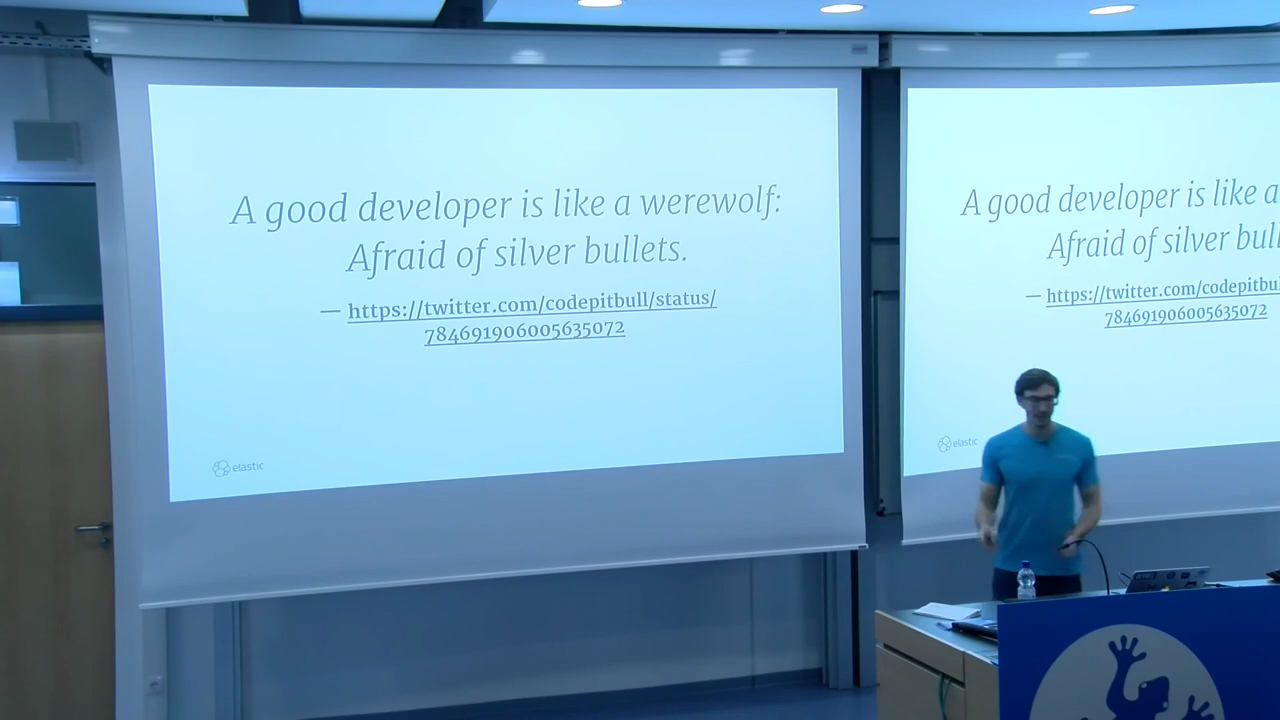 A good developer is like a werewolf:
Afraid of silver bullets.
— https://twitter.com/codepitbull/status/
784691906005635072
elastic
A good developer is like a
Afraid of silver bull
— https://twitter.com/codepitbu
784691906005635072
elastic